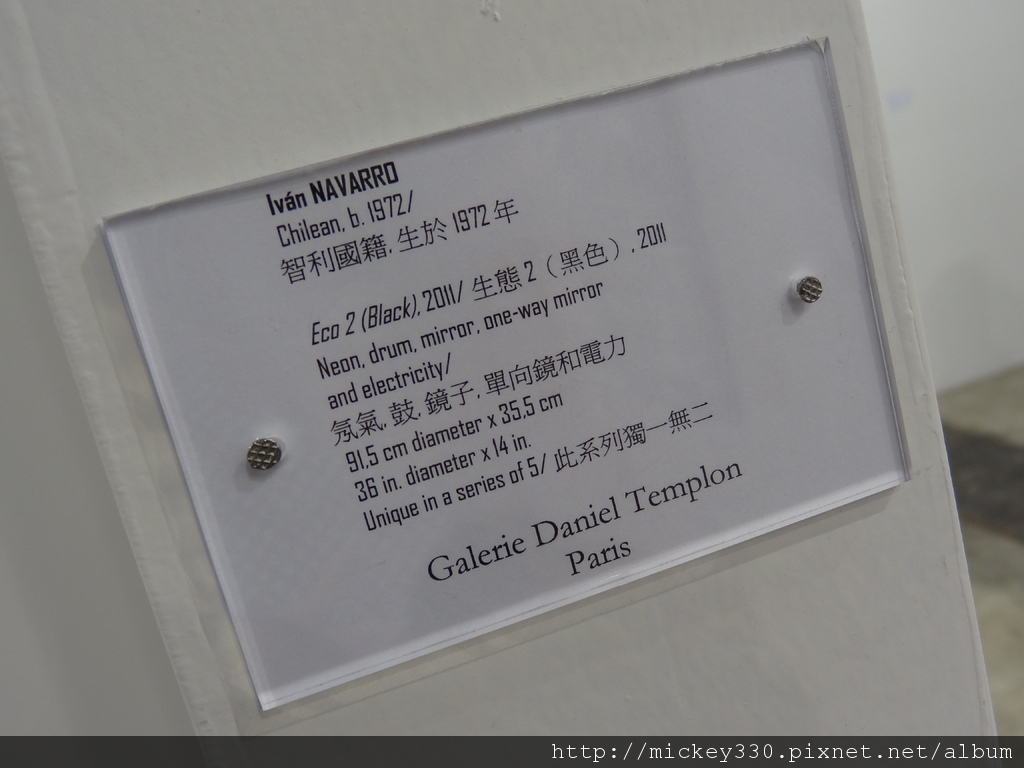 Iván NAVARRO
Chilean, b. 1972/
智利國籍, 生於 1972 年
Eco 2 (Black), 2011/ 生態 2（黑色）, 2011
Neon, drum, mirror, one-way mirror
and electricity/
氖氣, 鼓, 鏡子, 單向鏡和電力
91.5 cm diameter x 35.5 cm
36 in. diameter x 14 in.
Unique in a series of 5/ 此系列獨一無二
Galerie Daniel Templon
Paris
http://mickey330.pixnet.net/album